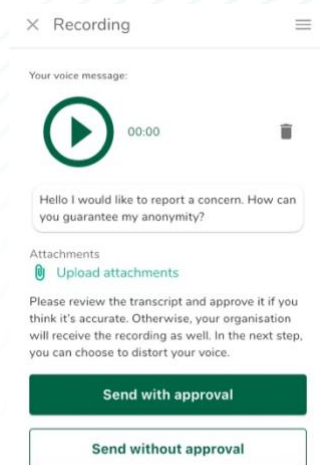 Recording
Your voice message:
00:00
Hello I would like to report a concern. How can
you guarantee my anonymity?
Attachments
Upload attachments
Please review the transcript and approve it if you
think it's accurate. Otherwise, your organisation
will receive the recording as well. In the next step,
you can choose to distort your voice.
Send with approval
Send without approval